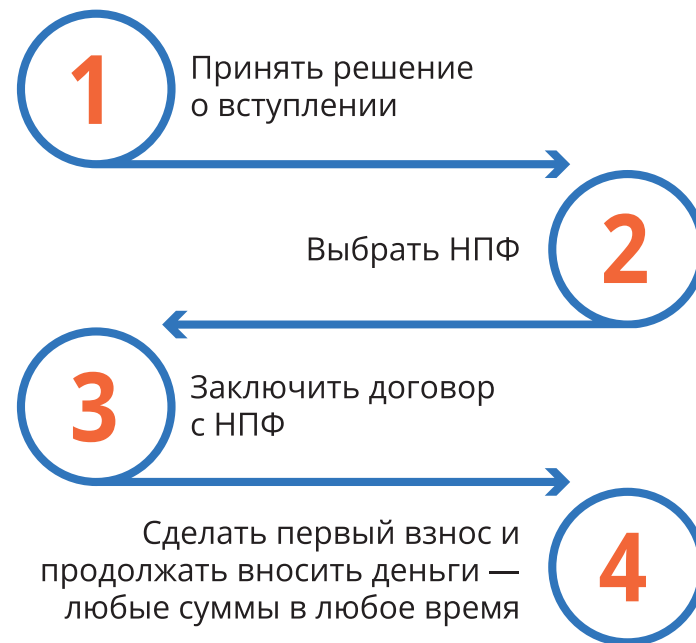 1
Принять решение
о вступлении
2
Выбрать НПФ
3
Заключить договор
с НПФ
4
Сделать первый взнос и
продолжать вносить деньги —
любые суммы в любое время